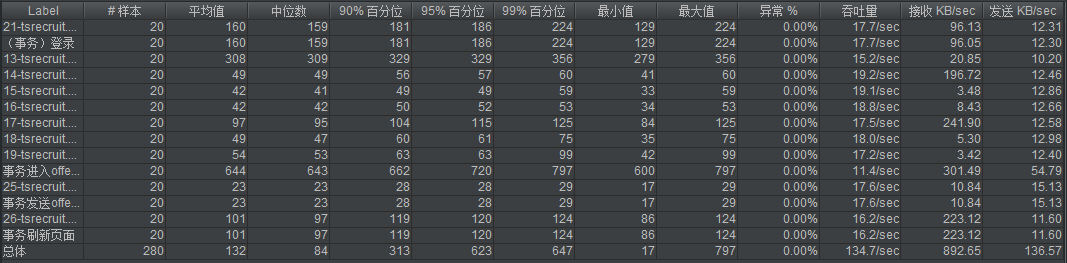 Label # 样本 平均值 中位数 90% 百分位 95% 百分位 99% 百分位 最小值 最大值 异常 % 吞吐量 接收 KB/sec 发送 KB/sec
21-tsrecruit.... 20 160 159 181 186 224 129 224 0.00% 17.7/sec 96.13 12.31
（事务）登录 20 160 159 181 186 224 129 224 0.00% 17.7/sec 96.05 12.30
13-tsrecruit.... 20 308 309 329 329 356 279 356 0.00% 15.2/sec 20.85 10.20
14-tsrecruit.... 20 49 49 56 57 60 41 60 0.00% 19.2/sec 196.72 12.46
15-tsrecruit.... 20 42 41 49 49 59 33 59 0.00% 19.1/sec 3.48 12.86
16-tsrecruit.... 20 42 42 50 52 53 34 53 0.00% 18.8/sec 8.43 12.66
17-tsrecruit.... 20 97 95 104 115 125 84 125 0.00% 17.5/sec 241.90 12.58
18-tsrecruit.... 20 49 47 60 61 75 35 75 0.00% 18.0/sec 5.30 12.98
19-tsrecruit.... 20 54 53 63 63 99 42 99 0.00% 17.2/sec 3.42 12.40
事务进入offe... 20 644 643 662 720 797 600 797 0.00% 11.4/sec 301.49 54.79
25-tsrecruit.... 20 23 23 28 28 29 17 29 0.00% 17.6/sec 10.84 15.13
事务发送offe... 20 23 23 28 28 29 17 29 0.00% 17.6/sec 10.84 15.13
26-tsrecruit.... 20 101 97 119 120 124 86 124 0.00% 16.2/sec 223.12 11.60
事务刷新页面 20 101 97 119 120 124 86 124 0.00% 16.2/sec 223.12 11.60
总体 280 132 84 313 623 647 17 797 0.00% 134.7/sec 892.65 136.57